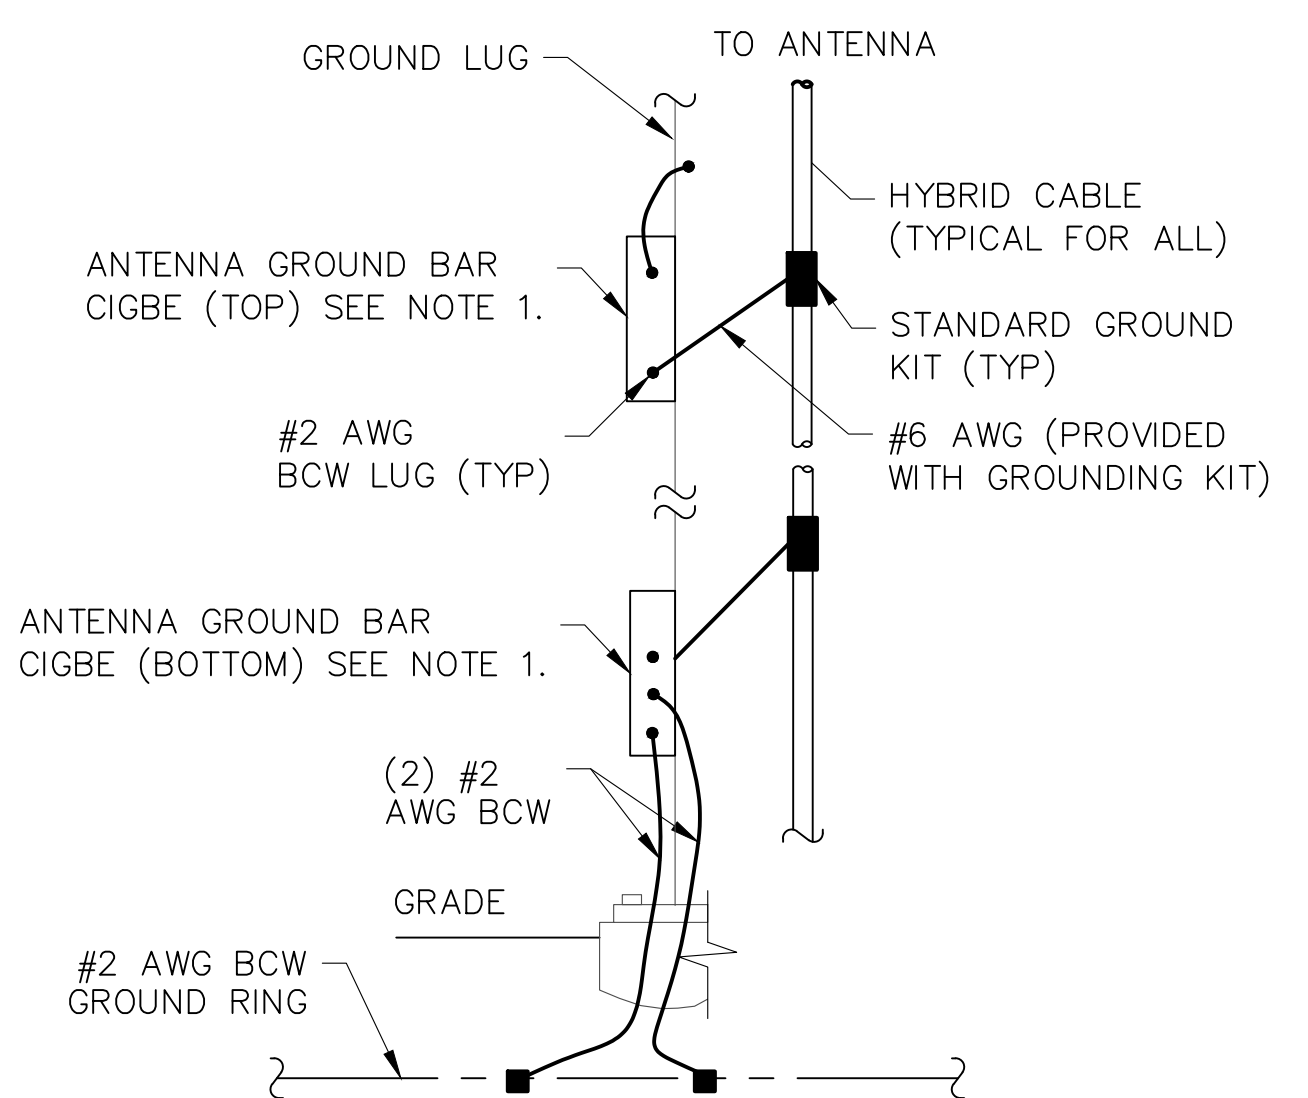 GROUND LUG
TO ANTENNA
HYBRID CABLE
(TYPICAL FOR ALL)
ANTENNA GROUND BAR
CIGBE (TOP) SEE NOTE 1.
STANDARD GROUND
KIT (TYP)
#2 AWG
BCW LUG (TYP)
#6 AWG (PROVIDED
WITH GROUNDING KIT)
ANTENNA GROUND BAR
CIGBE (BOTTOM) SEE NOTE 1.
(2) #2
AWG BCW
GRADE
#2 AWG BCW
GROUND RING